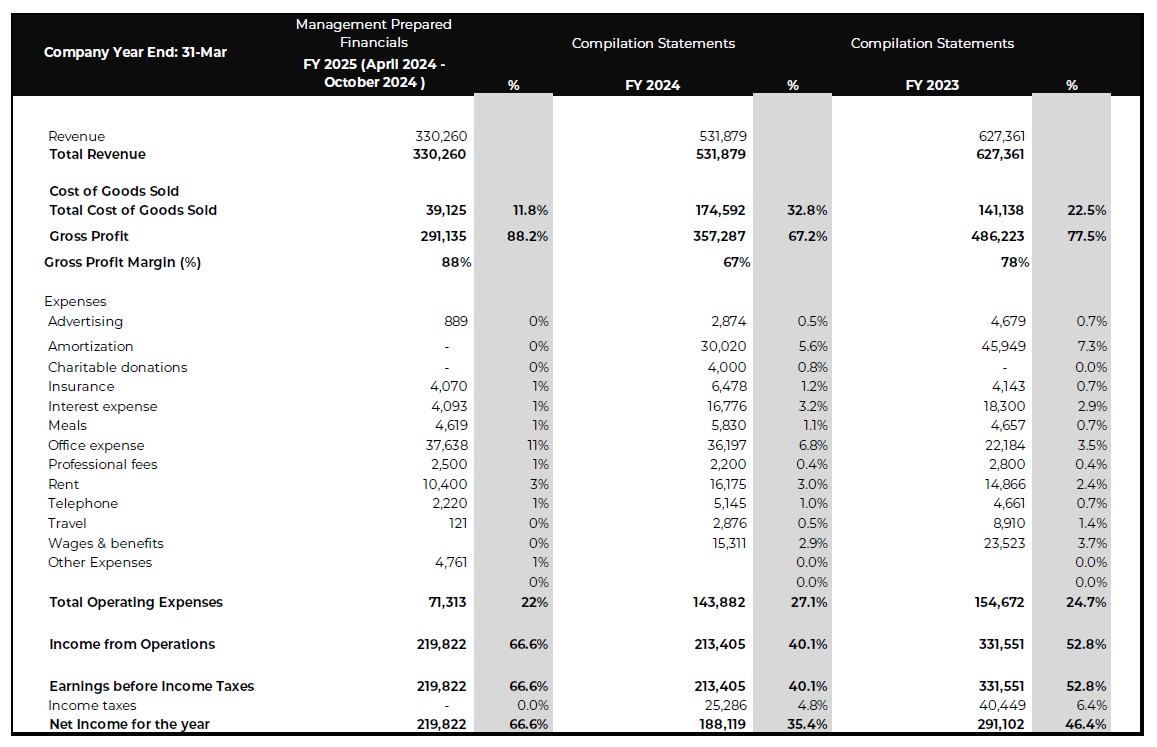 Management Prepared
Financials
Compilation Statements Compilation Statements
Company Year End: 31-Mar
FY 2025 (April 2024 -
October 2024 ) % FY 2024 % FY 2023 %
Revenue 330,260 531,879 627,361
Total Revenue 330,260 531,879 627,361
Cost of Goods Sold
Total Cost of Goods Sold 39,125 11.8% 174,592 32.8% 141,138 22.5%
Gross Profit 291,135 88.2% 357,287 67.2% 486,223 77.5%
Gross Profit Margin (%) 88% 67% 78%
Expenses
Advertising 889 0% 2,874 0.5% 4,679 0.7%
Amortization - 0% 30,020 5.6% 45,949 7.3%
Charitable donations - 0% 4,000 0.8% - 0.0%
Insurance 4,070 1% 6,478 1.2% 4,143 0.7%
Interest expense 4,093 1% 16,776 3.2% 18,300 2.9%
Meals 4,619 1% 5,830 1.1% 4,657 0.7%
Office expense 37,638 11% 36,197 6.8% 22,184 3.5%
Professional fees 2,500 1% 2,200 0.4% 2,800 0.4%
Rent 10,400 3% 16,175 3.0% 14,866 2.4%
Telephone 2,220 1% 5,145 1.0% 4,661 0.7%
Travel 121 0% 2,876 0.5% 8,910 1.4%
Wages & benefits 0% 15,311 2.9% 23,523 3.7%
Other Expenses 4,761 1% 0.0% 0.0%
0% 0.0% 0.0%
Total Operating Expenses 71,313 22% 143,882 27.1% 154,672 24.7%
Income from Operations 219,822 66.6% 213,405 40.1% 331,551 52.8%
Earnings before Income Taxes 219,822 66.6% 213,405 40.1% 331,551 52.8%
Income taxes - 0.0% 25,286 4.8% 40,449 6.4%
Net Income for the year 219,822 66.6% 188,119 35.4% 291,102 46.4%